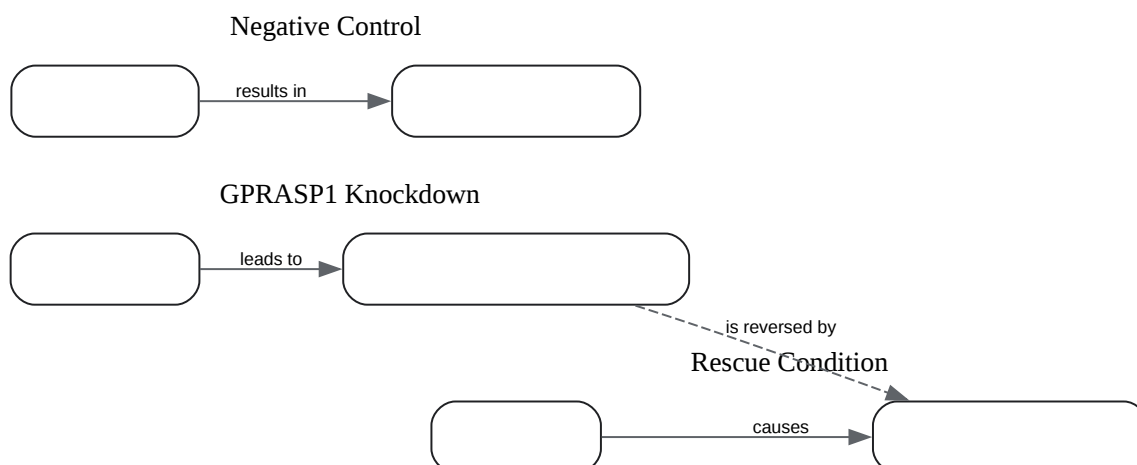 Negative Control
results in
GPRASP1 Knockdown
leads to
is reversed by
Rescue Condition
causes